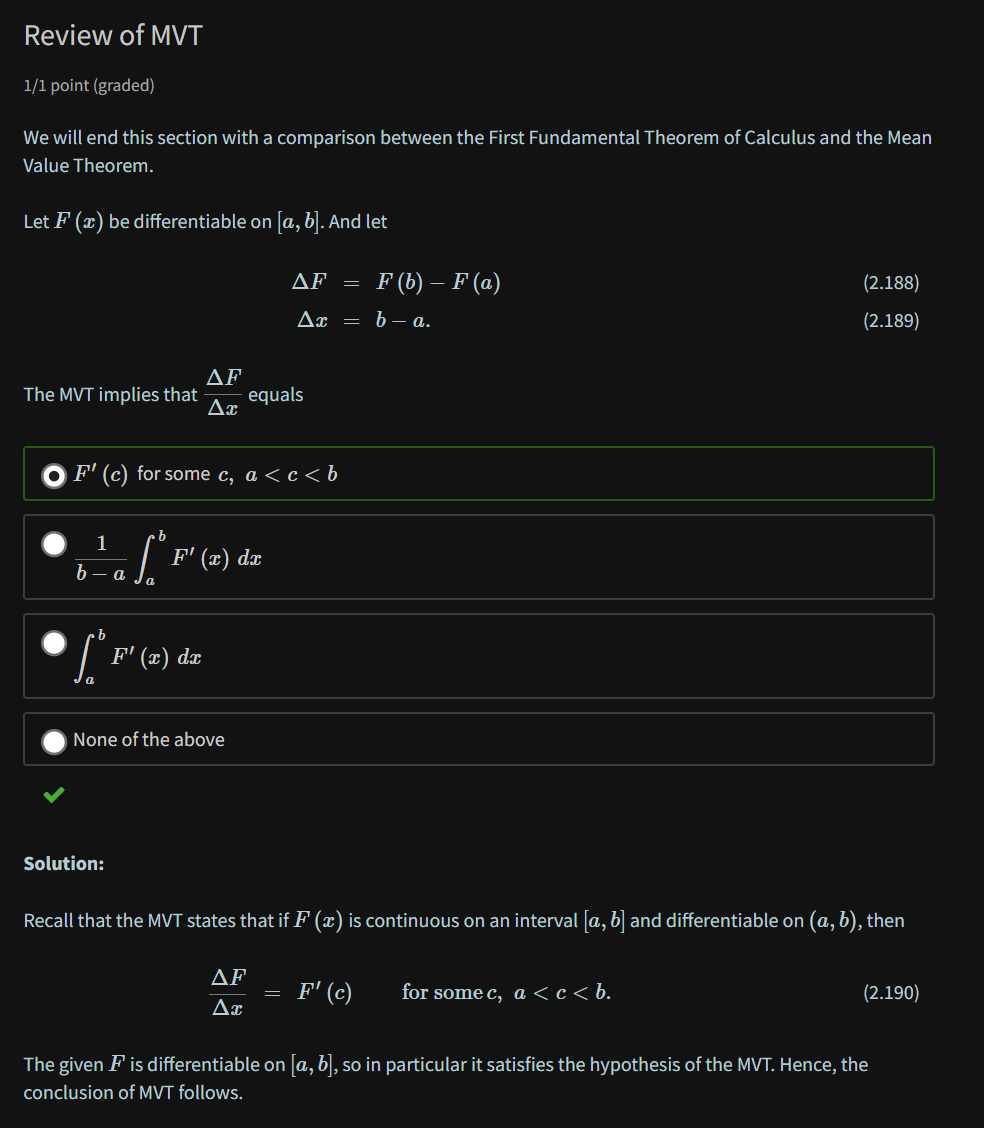 Review of MVT
1/1 point (graded)
We will end this section with a comparison between the First Fundamental Theorem of Calculus and the Mean
Value Theorem.
Let F (x) be differentiable on [a, b]. And let
ΔF = F (b) − F (a) (2.188)
Δx = b − a. (2.189)
The MVT implies that ΔF/Δx equals
F′ (c) for some c, a < c < b
1/(b − a) ∫_a^b F′ (x) dx
∫_a^b F′ (x) dx
None of the above
Solution:
Recall that the MVT states that if F (x) is continuous on an interval [a, b] and differentiable on (a, b), then
ΔF/Δx = F′ (c) for some c, a < c < b. (2.190)
The given F is differentiable on [a, b], so in particular it satisfies the hypothesis of the MVT. Hence, the
conclusion of MVT follows.